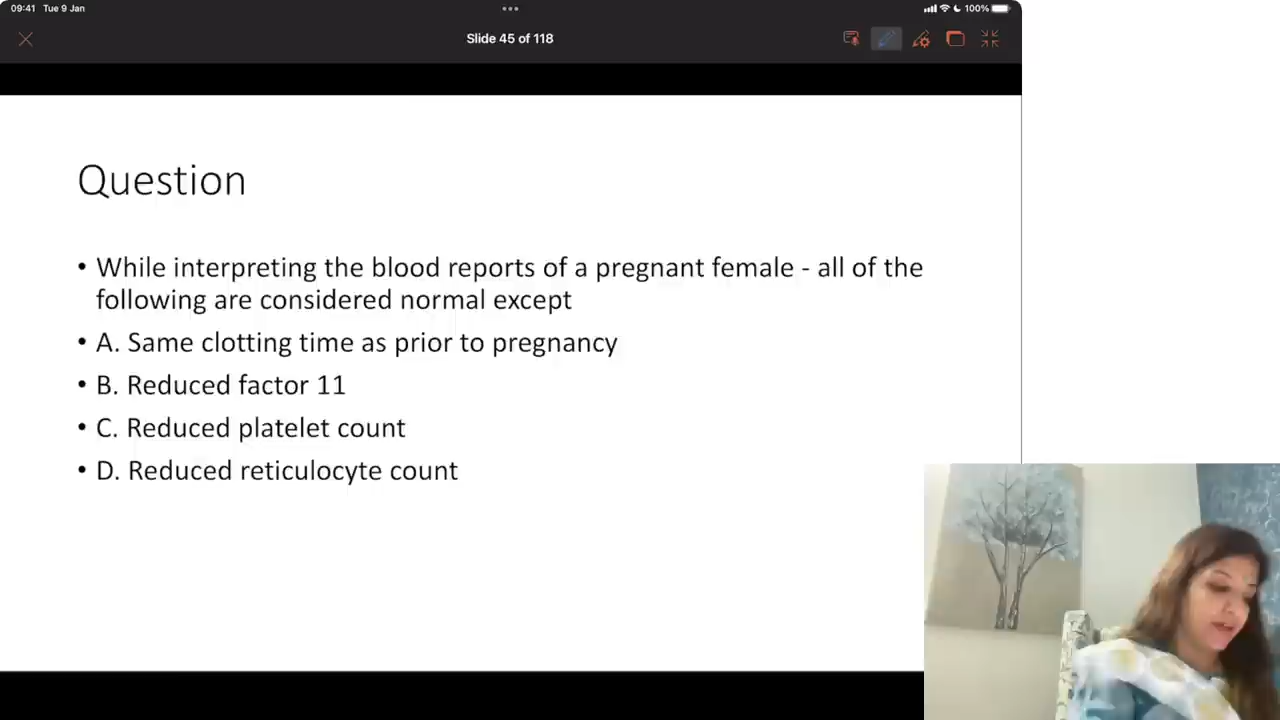 09:41 Tue 9 Jan
100%
Slide 45 of 118
Question
• While interpreting the blood reports of a pregnant female - all of the
following are considered normal except
• A. Same clotting time as prior to pregnancy
• B. Reduced factor 11
• C. Reduced platelet count
• D. Reduced reticulocyte count